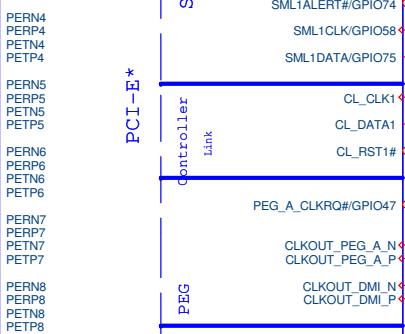 PERN4
PERP4
PETN4
PETP4
PERN5
PERP5
PETN5
PETP5
PERN6
PERP6
PETN6
PETP6
PERN7
PERP7
PETN7
PETP7
PERN8
PERP8
PETN8
PETP8
PCI-E*
Controller
Link
PEG
SML1ALERT#/GPIO74
SML1CLK/GPIO58
SML1DATA/GPIO75
CL_CLK1
CL_DATA1
CL_RST1#
PEG_A_CLKRQ#/GPIO47
CLKOUT_PEG_A_N
CLKOUT_PEG_A_P
CLKOUT_DMI_N
CLKOUT_DMI_P